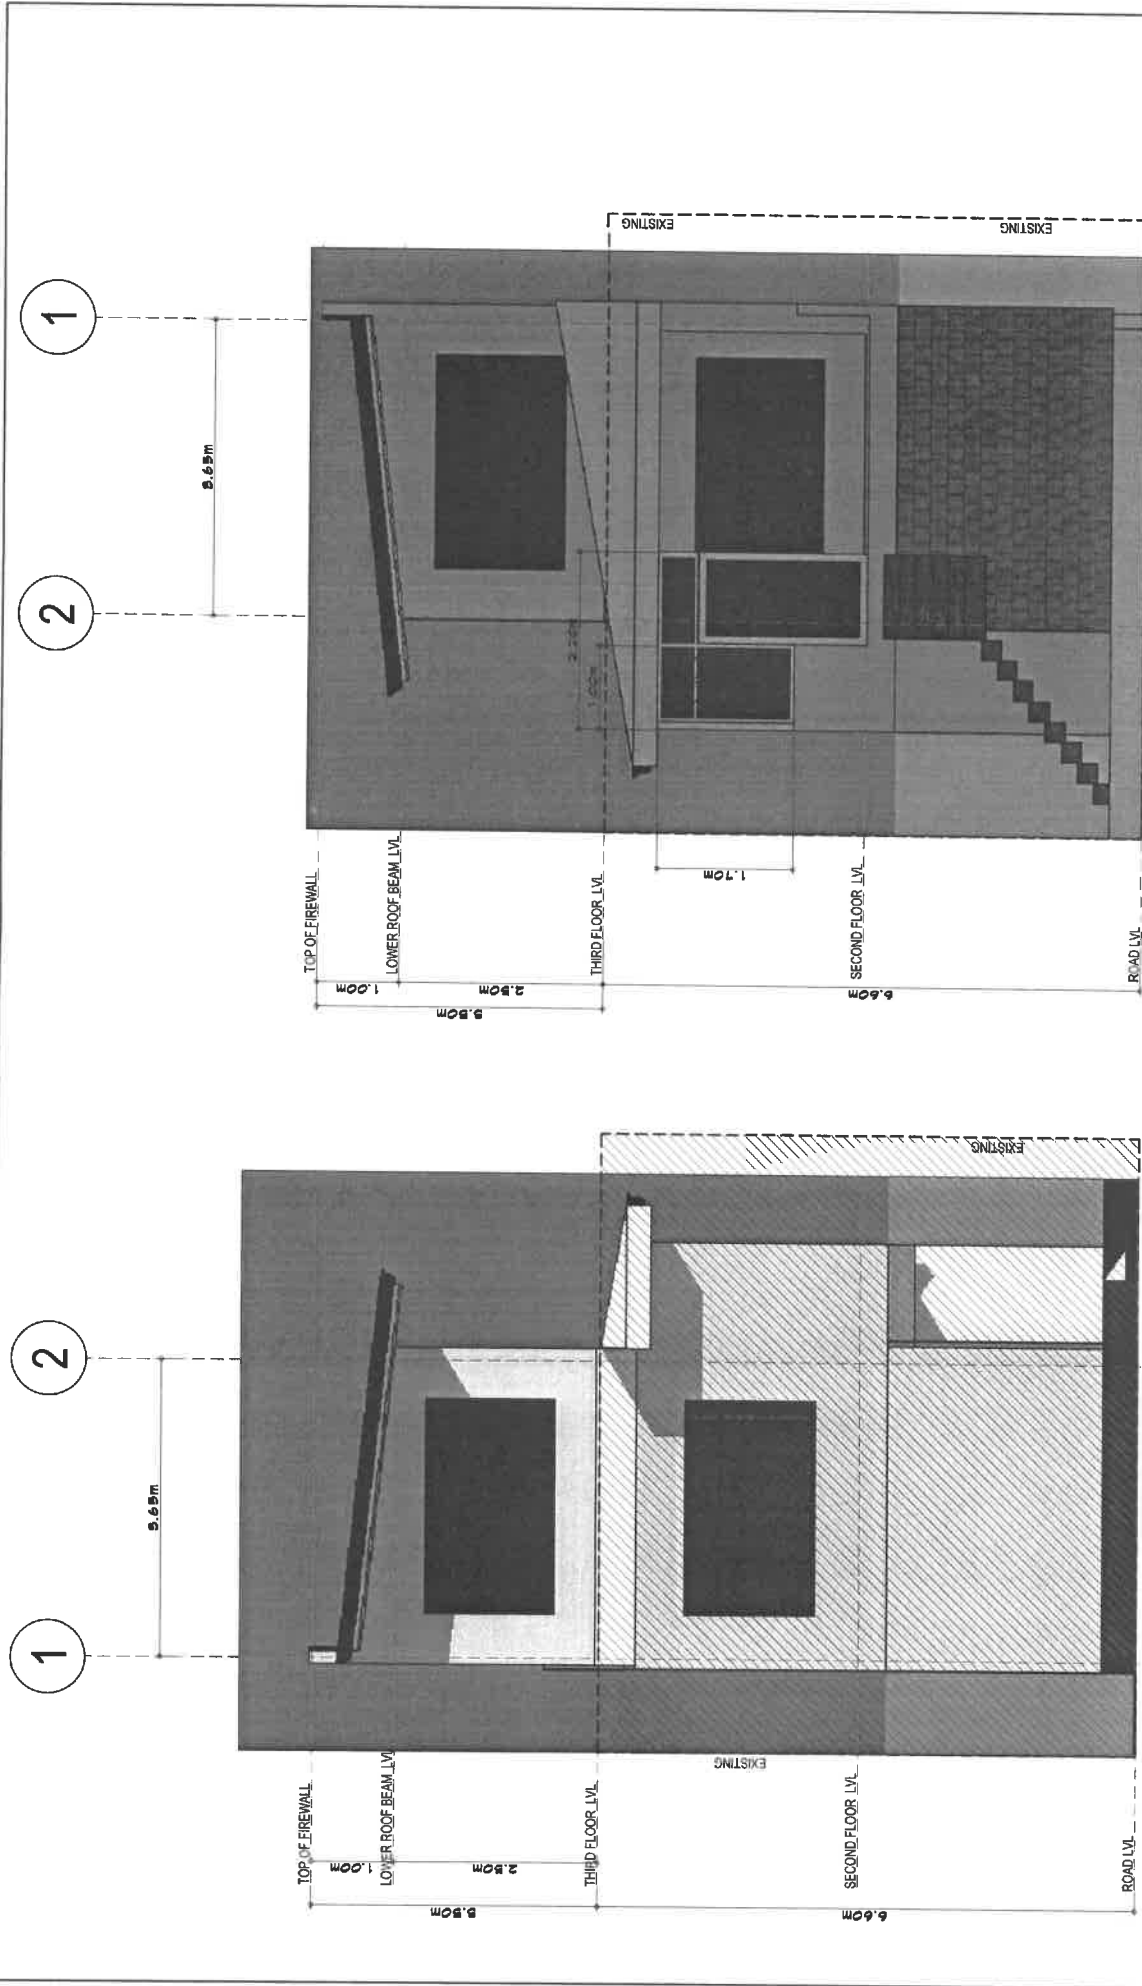 1
2
3.65m
TOP OF FIREWALL
LOWER ROOF BEAM LVL
THIRD FLOOR LVL
SECOND FLOOR LVL
ROAD LVL
1.00m
2.50m
3.50m
6.60m
EXISTING
EXISTING
2
1
3.65m
TOP OF FIREWALL
LOWER ROOF BEAM LVL
THIRD FLOOR LVL
SECOND FLOOR LVL
ROAD LVL
1.00m
2.50m
3.50m
6.60m
1.70m
1.00m
EXISTING
EXISTING